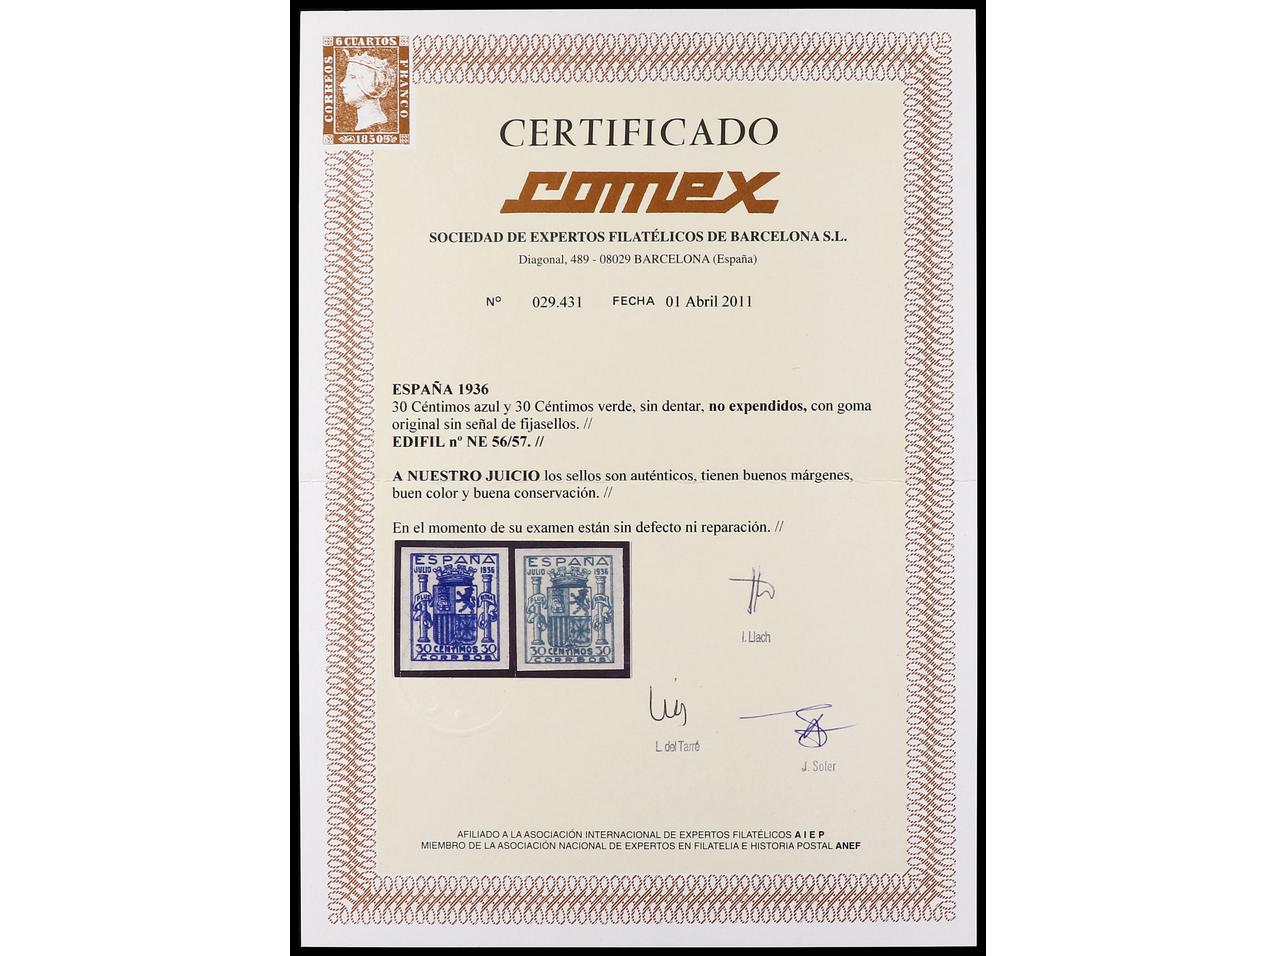 6 CUARTOS
CORREOS
FRANCO
1850
CERTIFICADO
comex
SOCIEDAD DE EXPERTOS FILATÉLICOS DE BARCELONA S.L.
Diagonal, 489 - 08029 BARCELONA (España)
Nº 029.431 FECHA 01 Abril 2011
ESPAÑA 1936
30 Céntimos azul y 30 Céntimos verde, sin dentar, no expendidos, con goma
original sin señal de fijasellos. //
EDIFIL nº NE 56/57. //
A NUESTRO JUICIO los sellos son auténticos, tienen buenos márgenes,
buen color y buena conservación. //
En el momento de su examen están sin defecto ni reparación. //
ESPAÑA
JULIO 1936
PLUS ULTRA
30 CENTIMOS 30
CORREOS
ESPAÑA
JULIO 1936
PLUS ULTRA
30 CENTIMOS 30
CORREOS
I. Llach
L. del Tarré
J. Soler
AFILIADO A LA ASOCIACIÓN INTERNACIONAL DE EXPERTOS FILATÉLICOS A I E P
MIEMBRO DE LA ASOCIACIÓN NACIONAL DE EXPERTOS EN FILATELIA E HISTORIA POSTAL ANEF